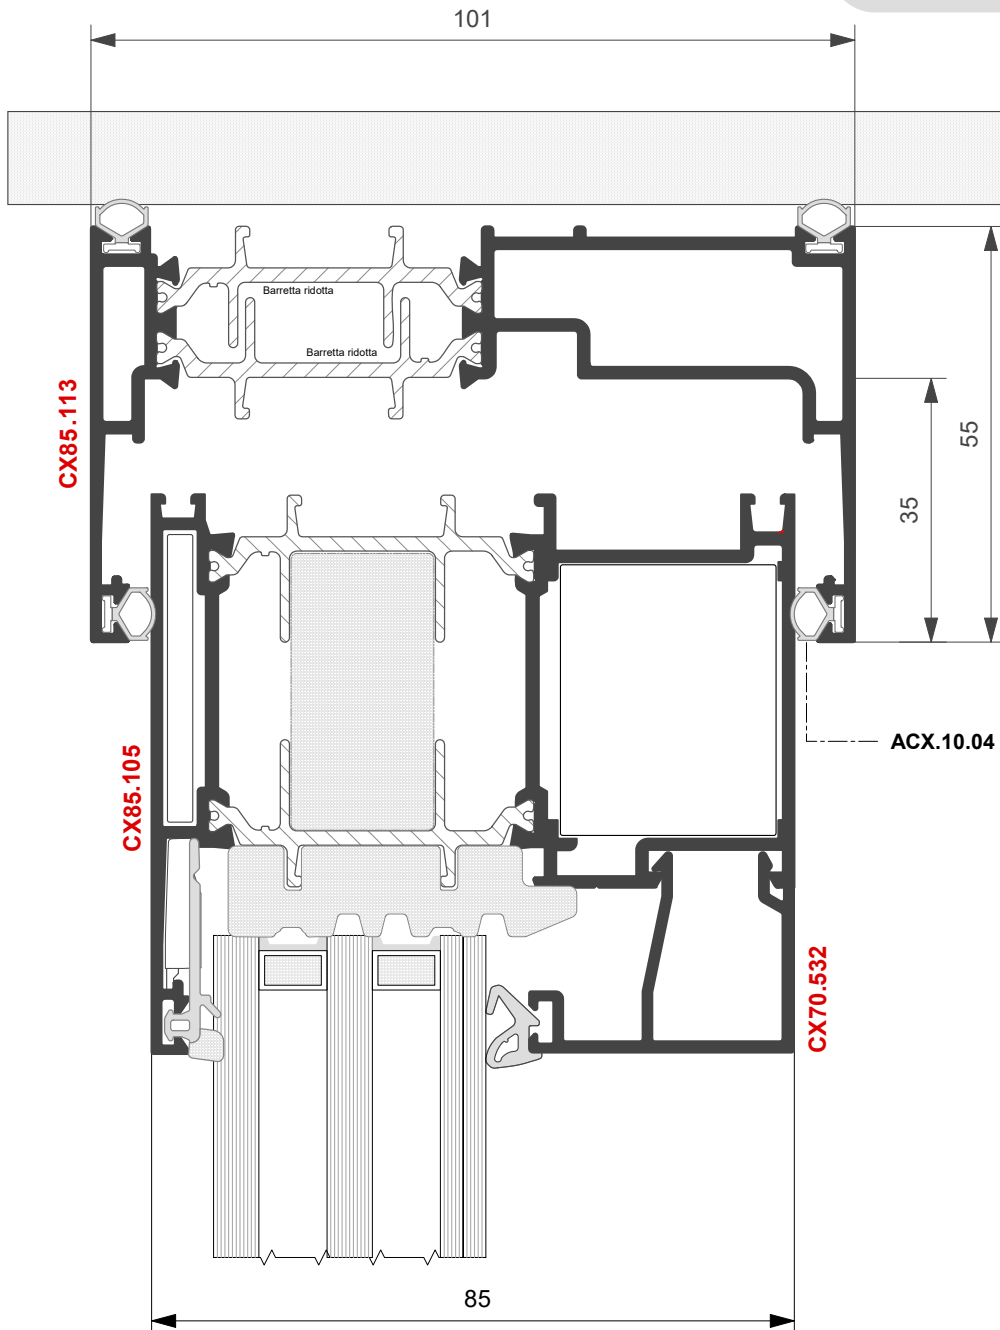 101
Barretta ridotta
Barretta ridotta
CX85.113
55
35
ACX.10.04
CX85.105
CX70.532
85